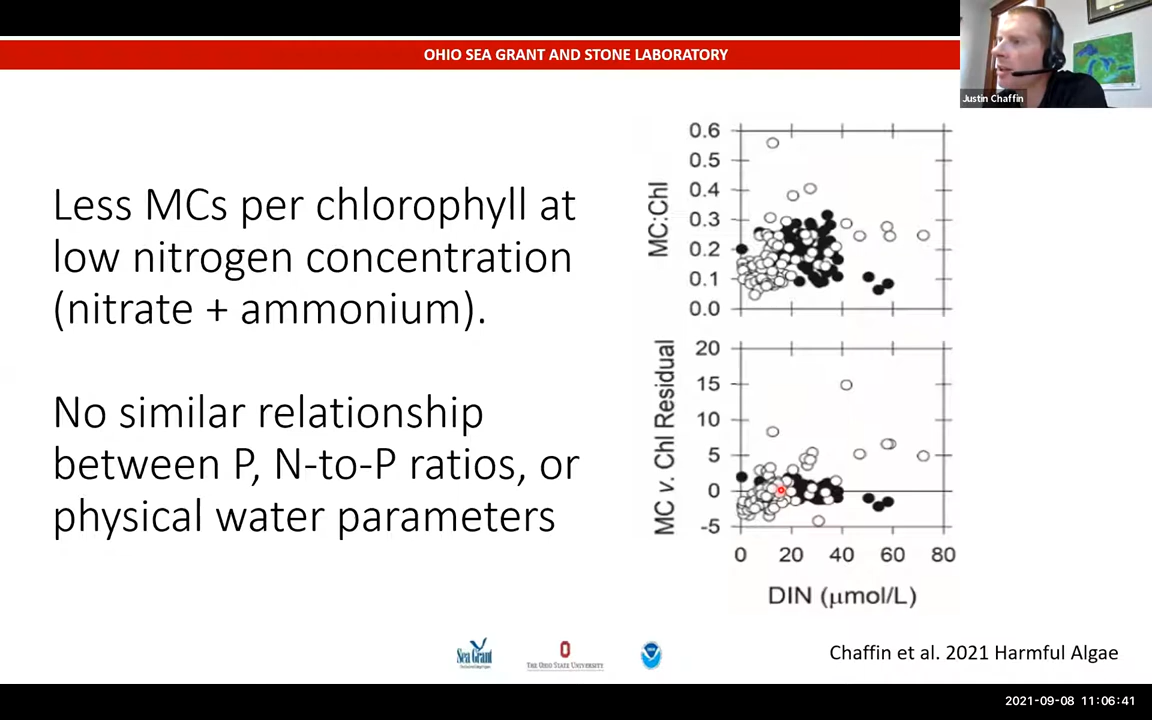 OHIO SEA GRANT AND STONE LABORATORY
Justin Chaffin
Less MCs per chlorophyll at
low nitrogen concentration
(nitrate + ammonium).
No similar relationship
between P, N-to-P ratios, or
physical water parameters
MC:Chl
0.6
0.5
0.4
0.3
0.2
0.1
0.0
MC v. Chl Residual
20
15
10
5
0
-5
0 20 40 60 80
DIN (µmol/L)
Sea Grant
THE OHIO STATE UNIVERSITY
Chaffin et al. 2021 Harmful Algae
2021-09-08 11:06:41